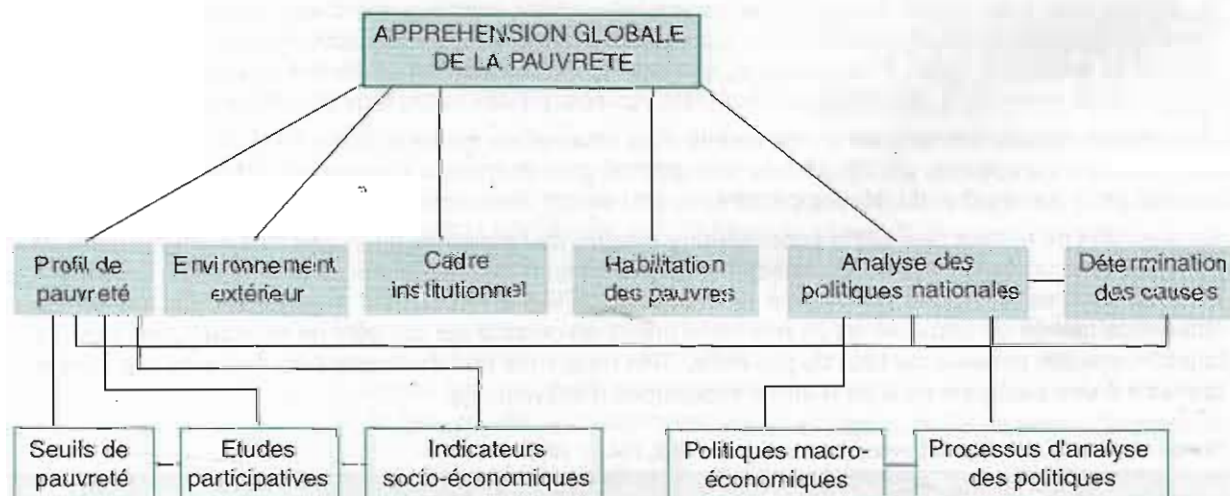 APPREHENSION GLOBALE
DE LA PAUVRETE
Profil de
pauvreté
Environnement
extérieur
Cadre
institutionnel
Habilitation
des pauvres
Analyse des
politiques nationales
Détermination
des causes
Seuils de
pauvreté
Etudes
participatives
Indicateurs
socio-économiques
Politiques macro-
économiques
Processus d'analyse
des politiques